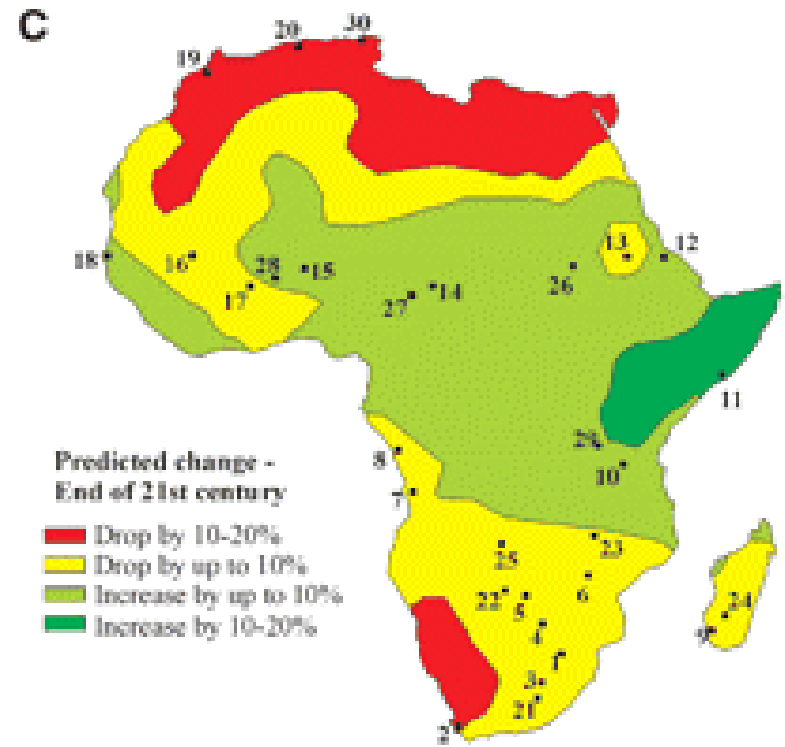 C
20 30
19
18 16 28 15 13 12
17 27 14 26
11
29
8 10
7
Predicted change -
End of 21st century
Drop by 10-20%
Drop by up to 10%
Increase by up to 10%
Increase by 10-20%
23
25
22 5 6 24
4 9
1
3
21
2